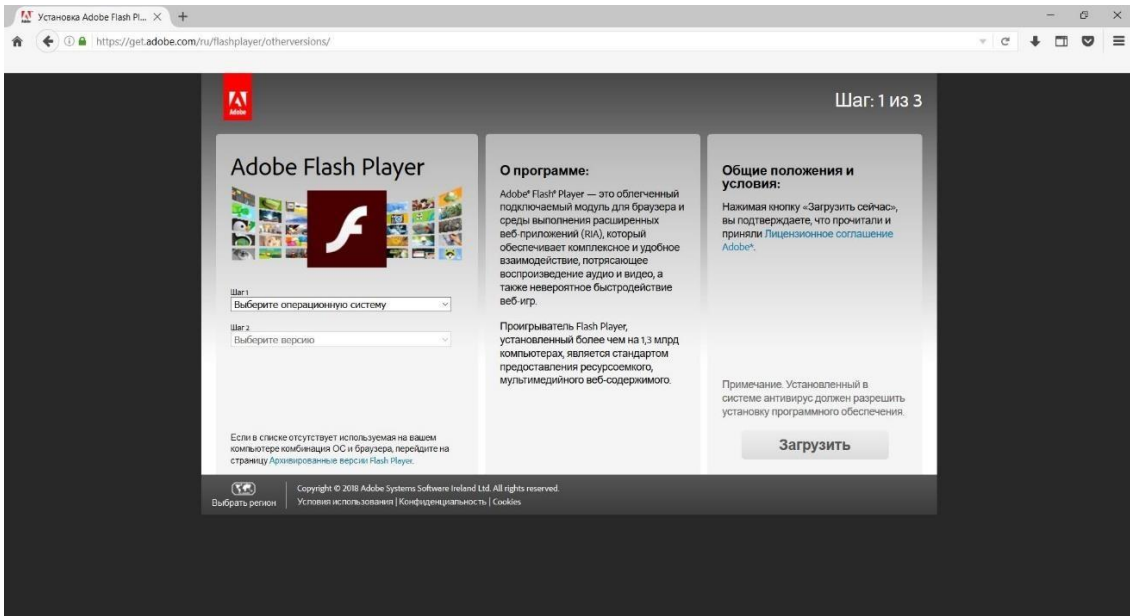 Установка Adobe Flash Pl...
https://get.adobe.com/ru/flashplayer/otherversions/
Adobe
Шаг: 1 из 3
Adobe Flash Player
Шаг 1
Выберите операционную систему
Шаг 2
Выберите версию
Если в списке отсутствует используемая на вашем
компьютере комбинация ОС и браузера, перейдите на
страницу Архивированные версии Flash Player.
О программе:
Adobe® Flash® Player — это облегченный
подключаемый модуль для браузера и
среды выполнения расширенных
веб-приложений (RIA), который
обеспечивает комплексное и удобное
взаимодействие, потрясающее
воспроизведение аудио и видео, а
также невероятное быстродействие
веб-игр.
Проигрыватель Flash Player,
установленный более чем на 1,3 млрд
компьютерах, является стандартом
предоставления ресурсоемкого,
мультимедийного веб-содержимого.
Общие положения и
условия:
Нажимая кнопку «Загрузить сейчас»,
вы подтверждаете, что прочитали и
приняли Лицензионное соглашение
Adobe®.
Примечание. Установленный в
системе антивирус должен разрешить
установку программного обеспечения.
Загрузить
Выбрать регион
Copyright © 2018 Adobe Systems Software Ireland Ltd. All rights reserved.
Условия использования | Конфиденциальность | Cookies